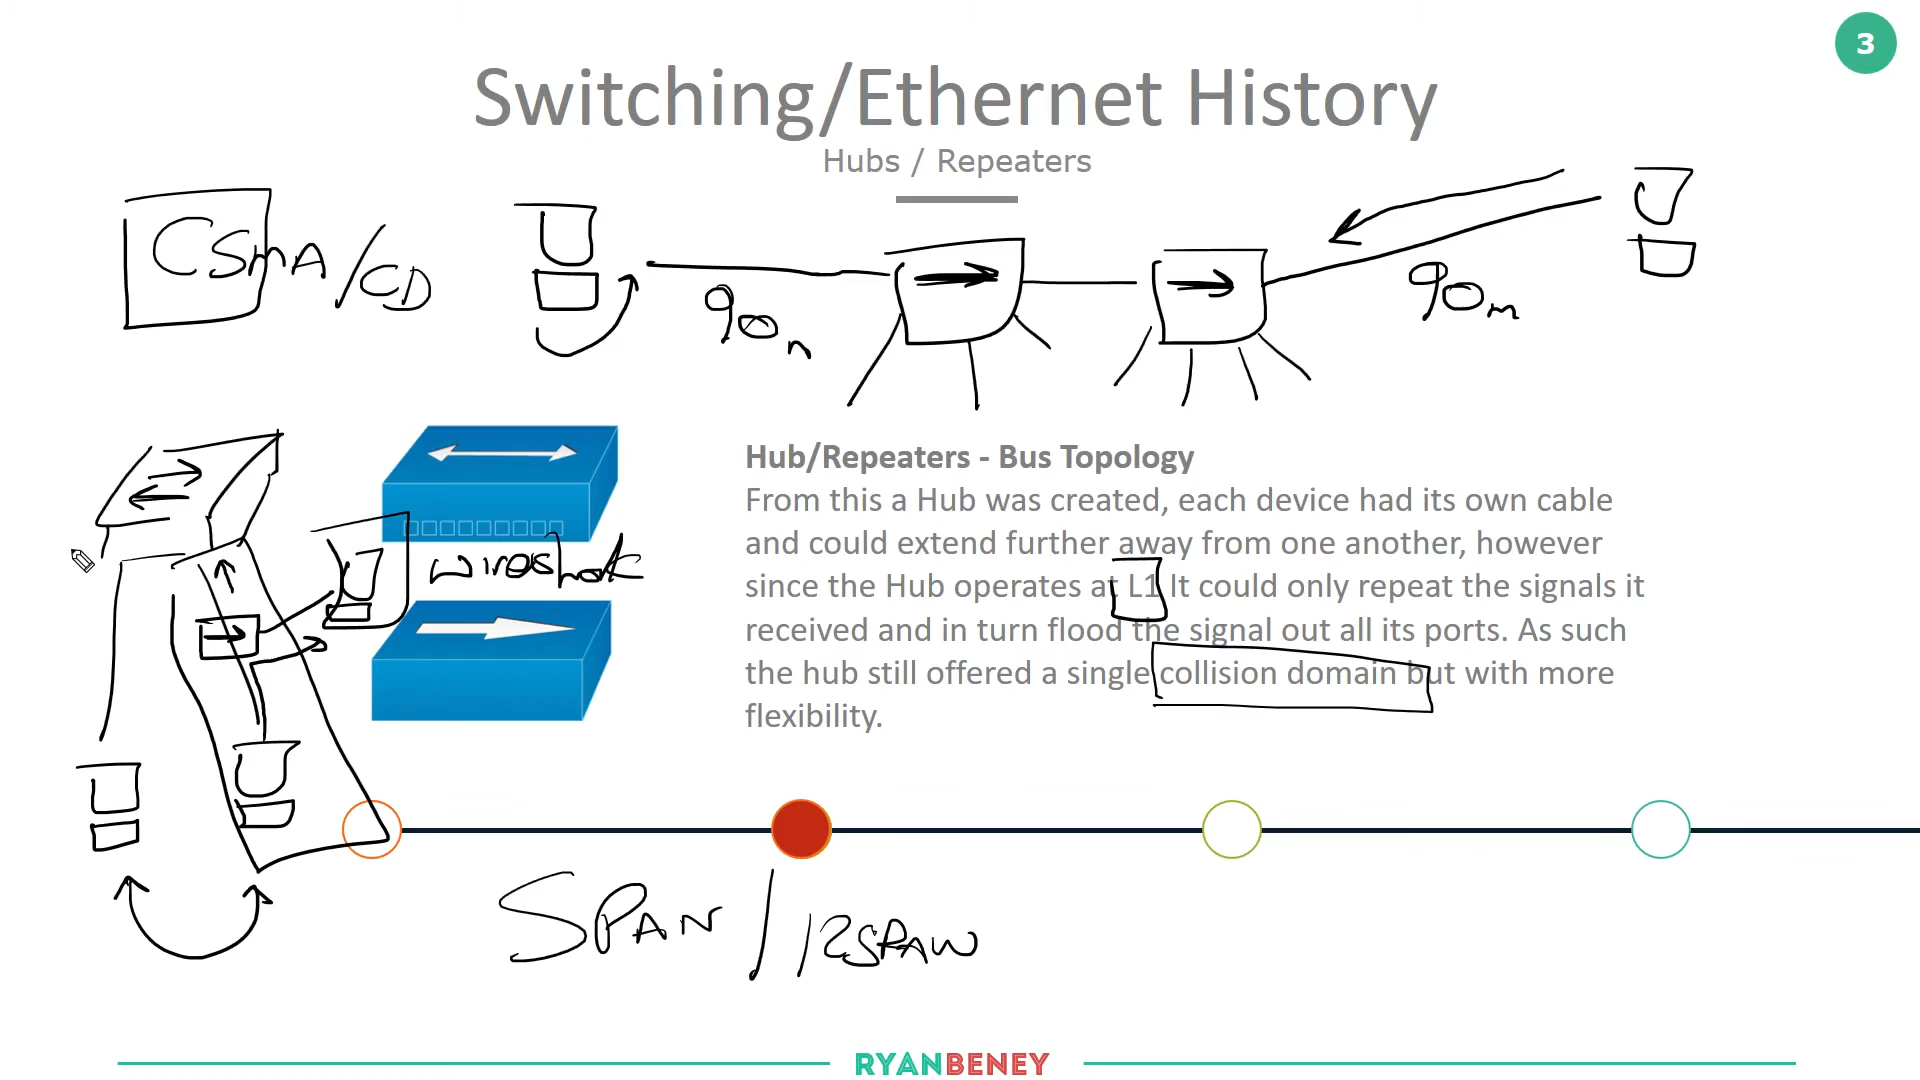 3
Switching/Ethernet History
Hubs / Repeaters
CSMA/CD
90m
90m
Hub/Repeaters - Bus Topology
From this a Hub was created, each device had its own cable
and could extend further away from one another, however
since the Hub operates at L1 It could only repeat the signals it
received and in turn flood the signal out all its ports. As such
the hub still offered a single collision domain but with more
flexibility.
SPAN / RSPAN
RYANBENEY